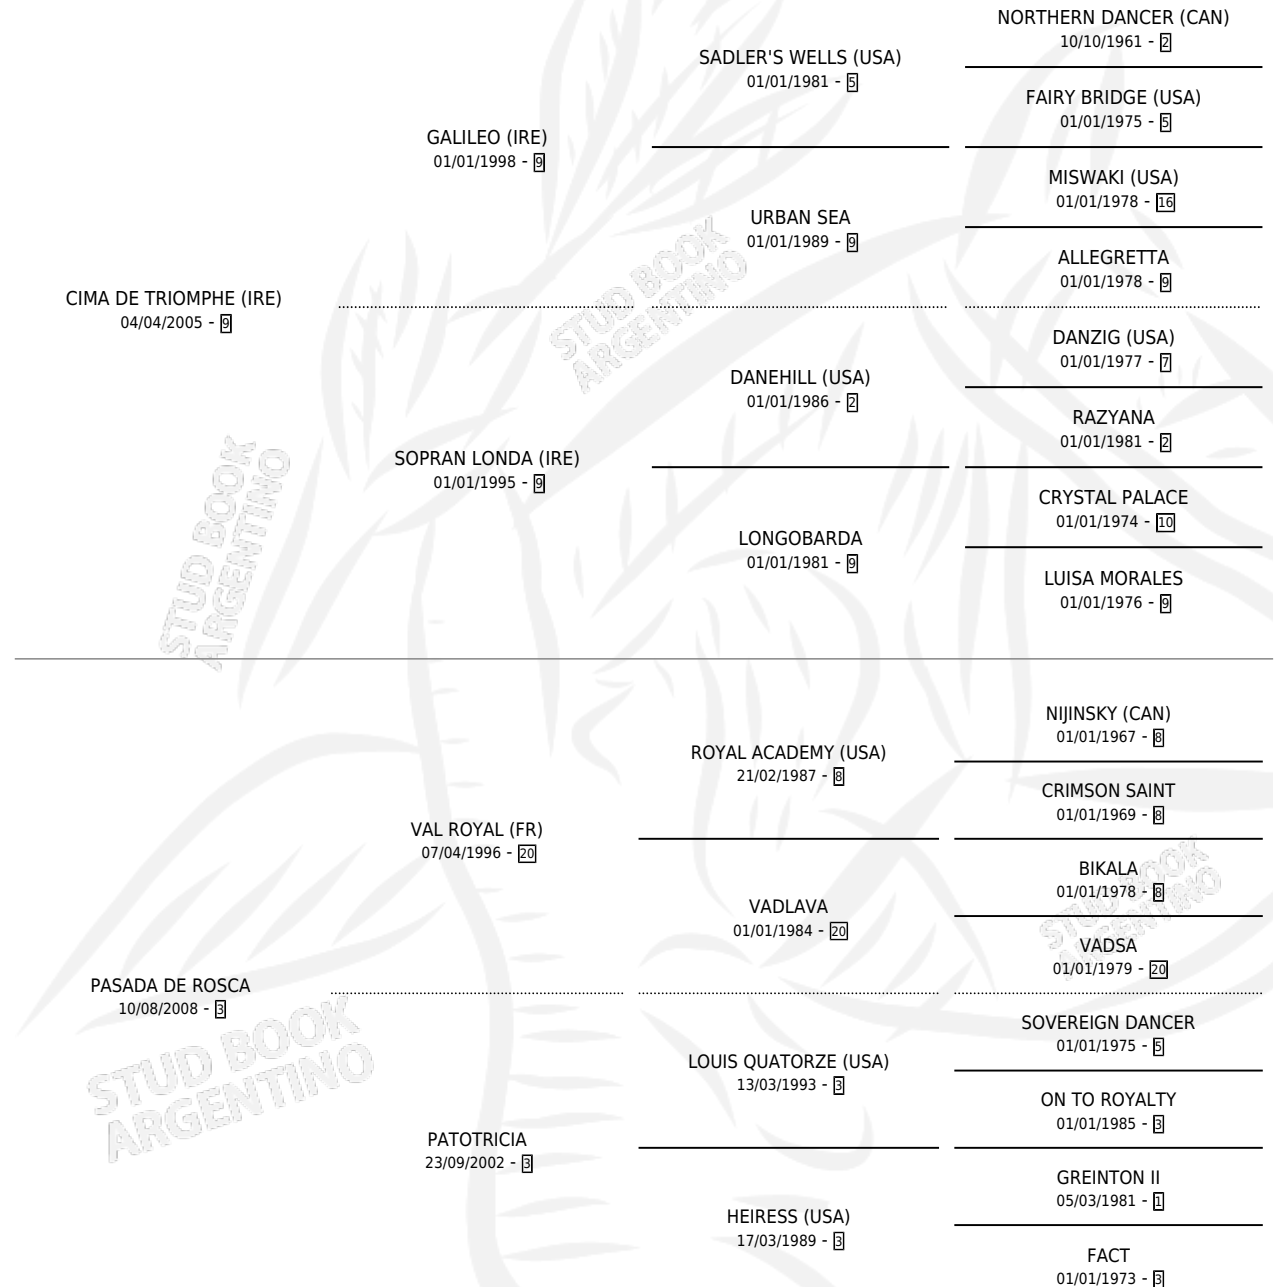 NORTHERN DANCER (CAN)
10/10/1961 - 2
SADLER'S WELLS (USA)
01/01/1981 - 5
FAIRY BRIDGE (USA)
01/01/1975 - 5
GALILEO (IRE)
01/01/1998 - 9
MISWAKI (USA)
01/01/1978 - 16
URBAN SEA
01/01/1989 - 9
ALLEGRETTA
01/01/1978 - 9
CIMA DE TRIOMPHE (IRE)
04/04/2005 - 9
DANZIG (USA)
01/01/1977 - 7
DANEHILL (USA)
01/01/1986 - 2
RAZYANA
01/01/1981 - 2
SOPRAN LONDA (IRE)
01/01/1995 - 9
CRYSTAL PALACE
01/01/1974 - 10
LONGOBARDA
01/01/1981 - 9
LUISA MORALES
01/01/1976 - 9
NIJINSKY (CAN)
01/01/1967 - 8
ROYAL ACADEMY (USA)
21/02/1987 - 8
CRIMSON SAINT
01/01/1969 - 8
VAL ROYAL (FR)
07/04/1996 - 20
BIKALA
01/01/1978 - 8
VADLAVA
01/01/1984 - 20
VADSA
01/01/1979 - 20
PASADA DE ROSCA
10/08/2008 - 3
SOVEREIGN DANCER
01/01/1975 - 5
LOUIS QUATORZE (USA)
13/03/1993 - 3
ON TO ROYALTY
01/01/1985 - 3
PATOTRICIA
23/09/2002 - 3
GREINTON II
05/03/1981 - 1
HEIRESS (USA)
17/03/1989 - 3
FACT
01/01/1973 - 3
STUD BOOK
ARGENTINO
STUD BOOK
ARGENTINO
STUD BOOK
ARGENTINO
STUD BOOK
ARGENTINO